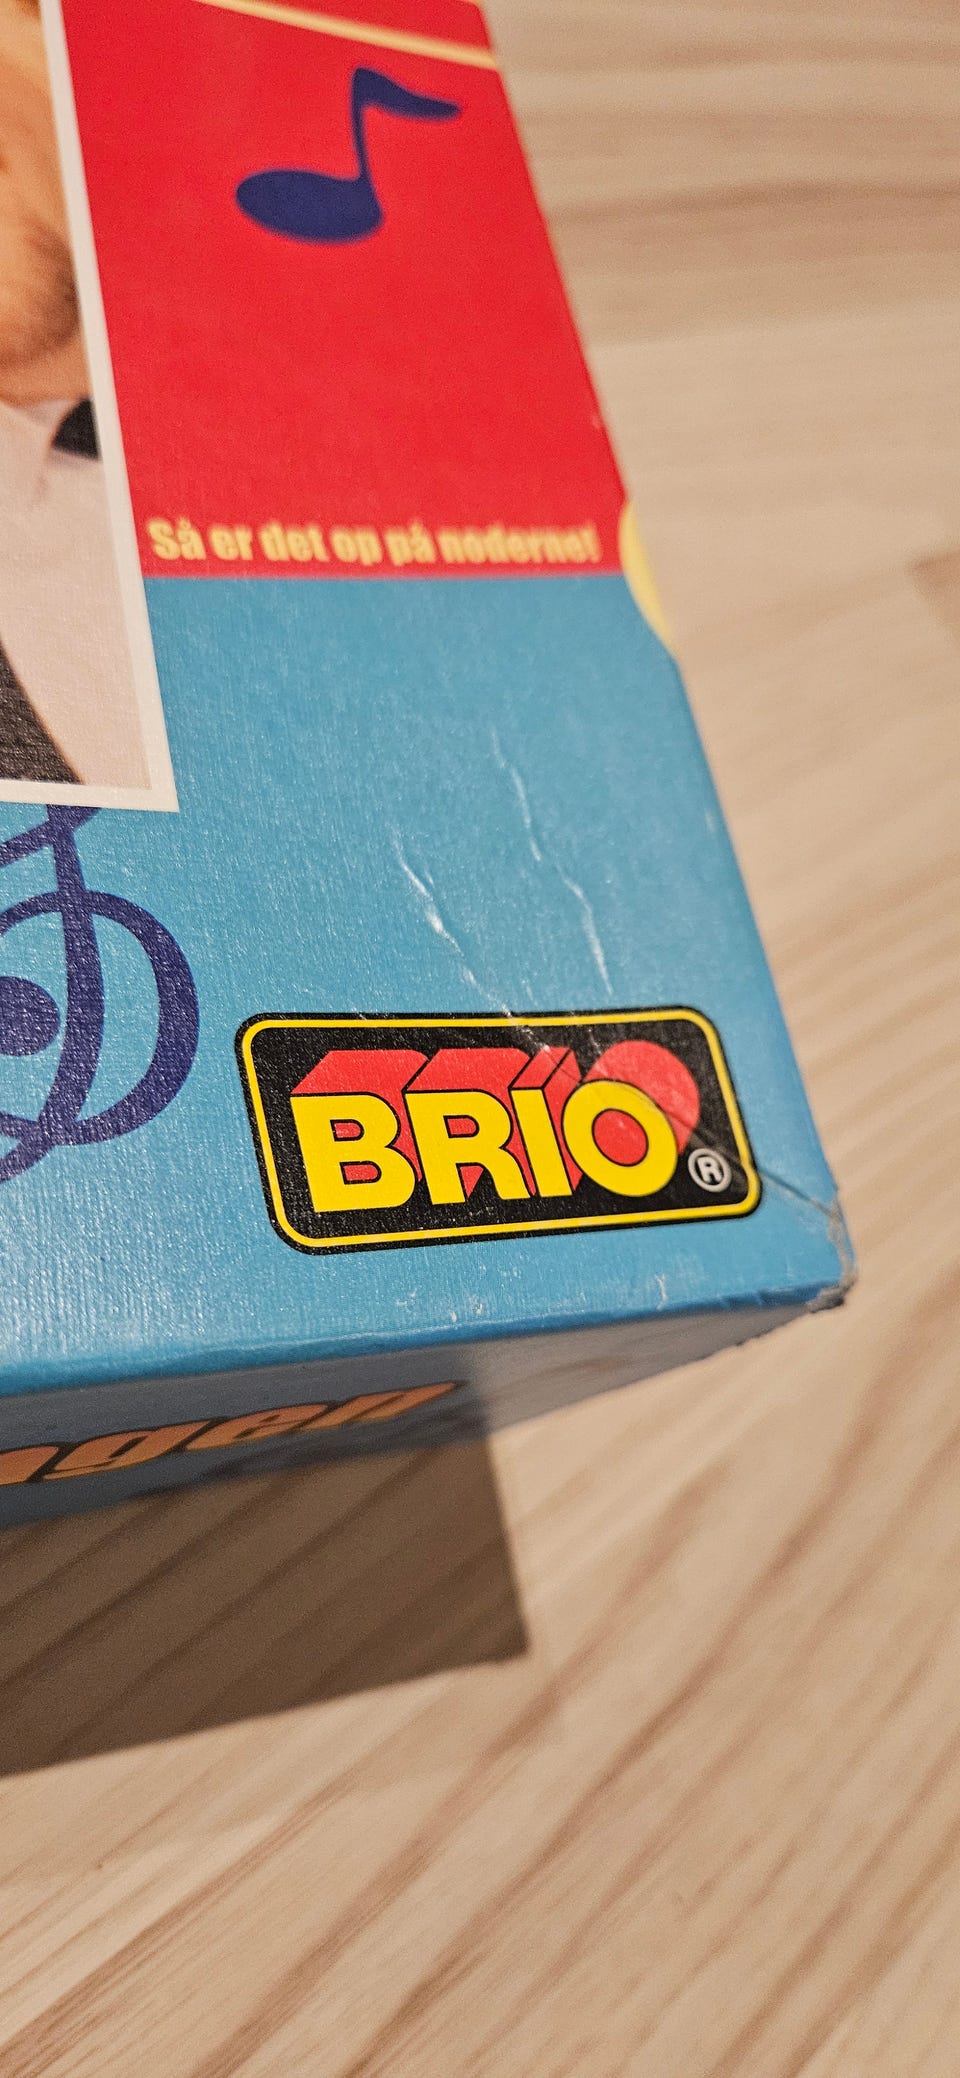 Så er det op på noderne!
BRIO®